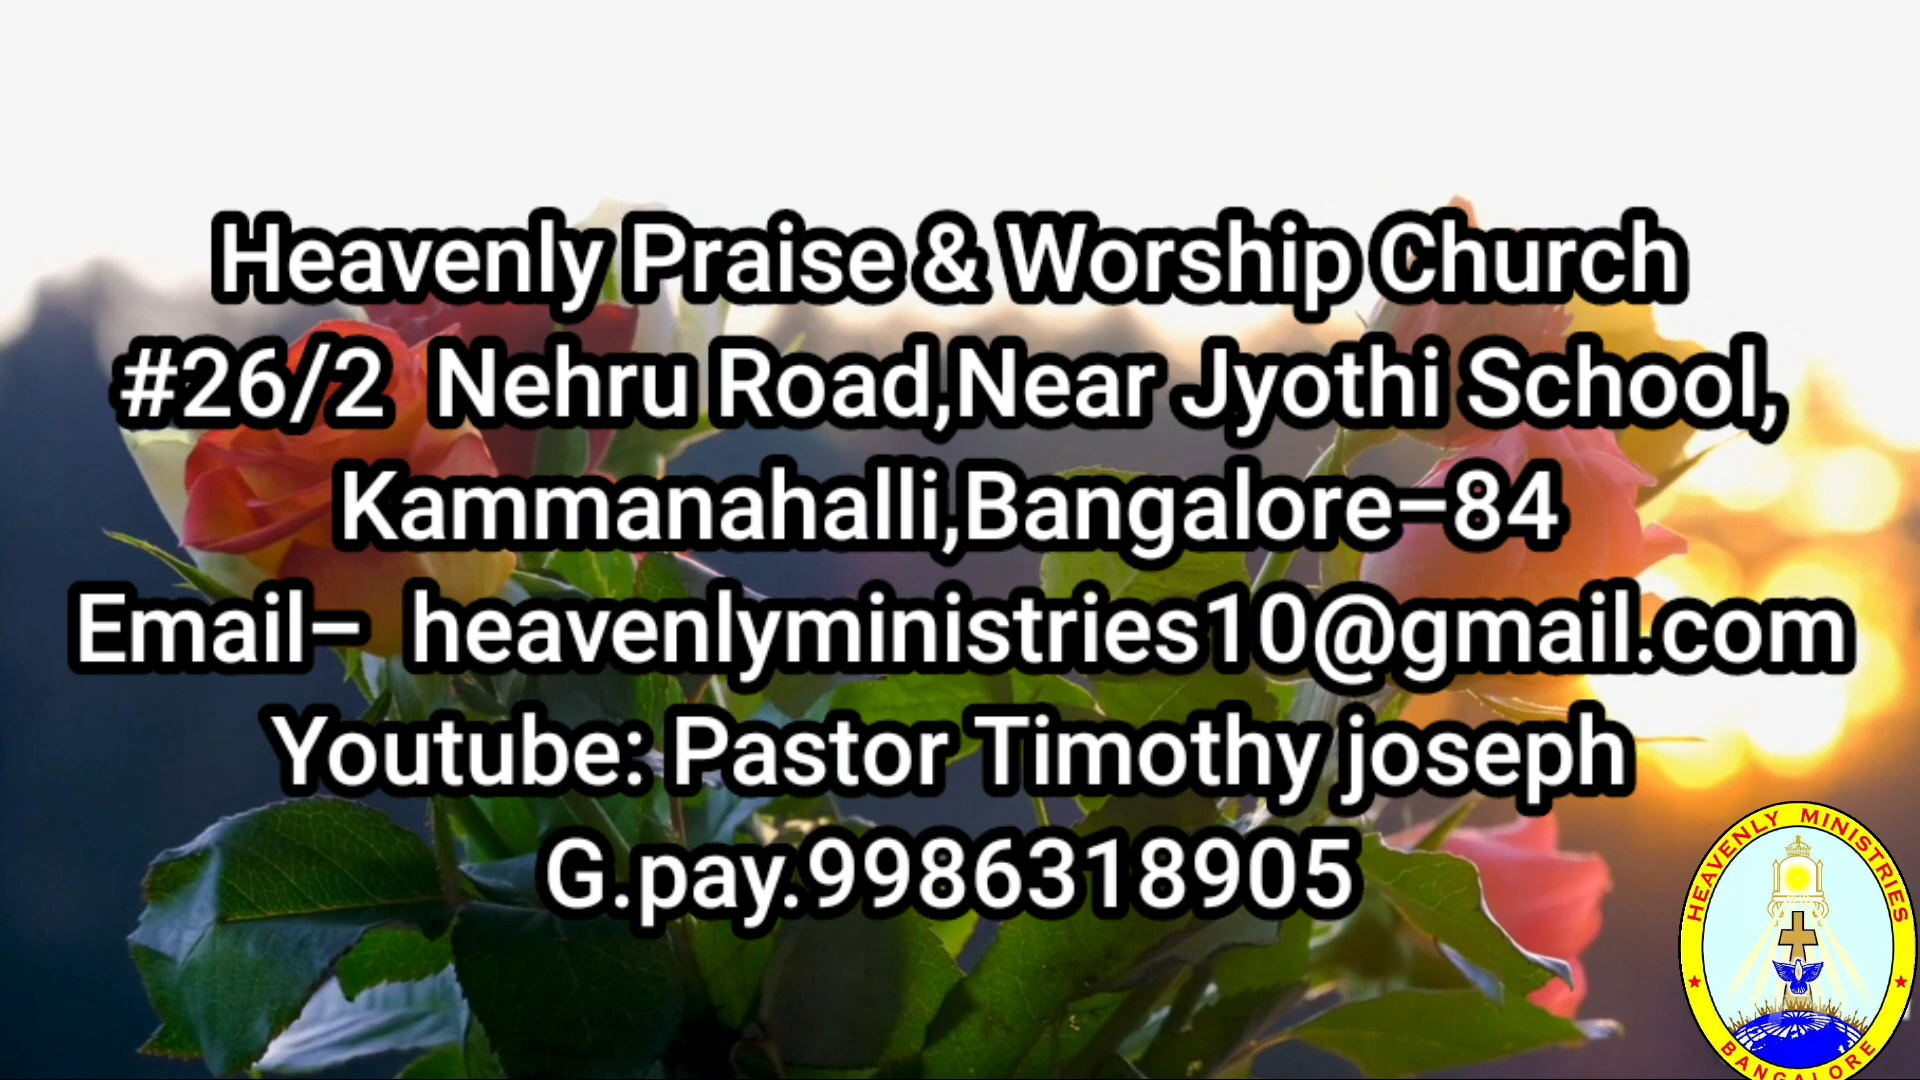 Heavenly Praise & Worship Church
#26/2 Nehru Road,Near Jyothi School,
Kammanahalli,Bangalore–84
Email– heavenlyministries10@gmail.com
Youtube: Pastor Timothy joseph
G.pay.9986318905
HEAVENLY MINISTRIES
BANGALORE